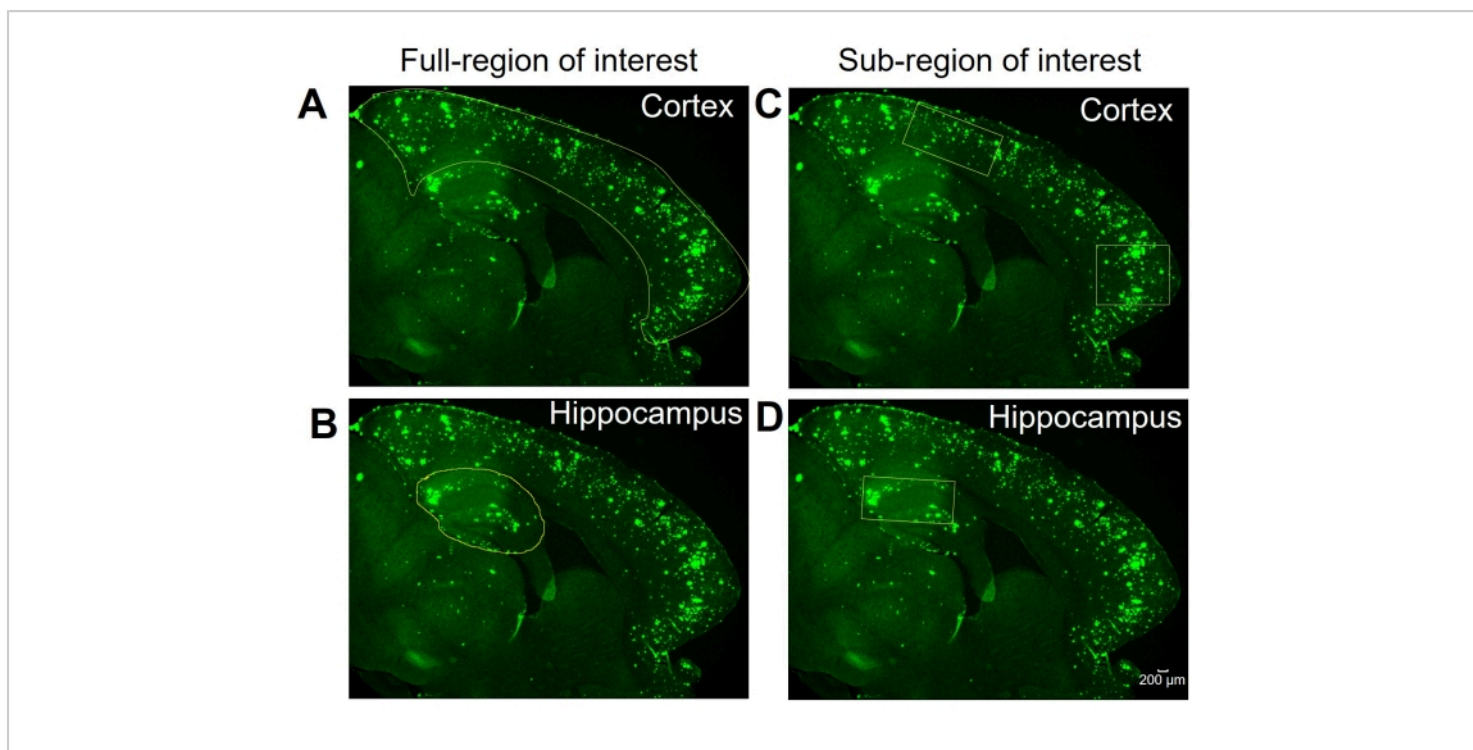 Full-region of interest
Sub-region of interest
A
Cortex
C
Cortex
B
Hippocampus
D
Hippocampus
200 µm